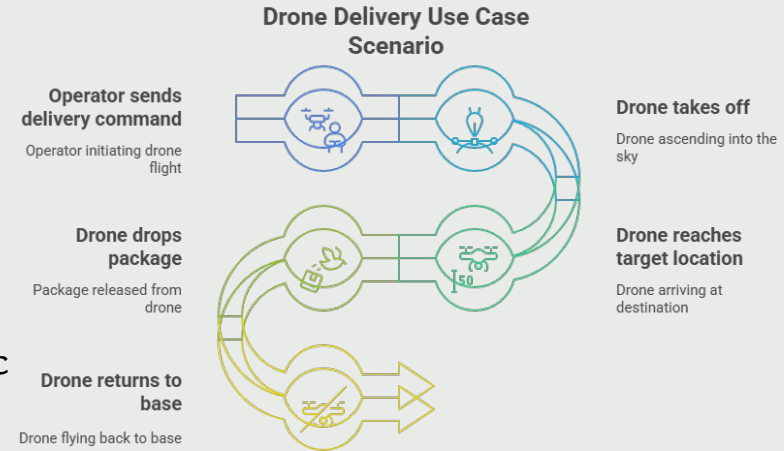 Drone Delivery Use Case
Scenario
Operator sends
delivery command
Operator initiating drone
flight
Drone takes off
Drone ascending into the
sky
Drone reaches
target location
Drone arriving at
destination
50
Drone drops
package
Package released from
drone
c
Drone returns to
base
Drone flying back to base